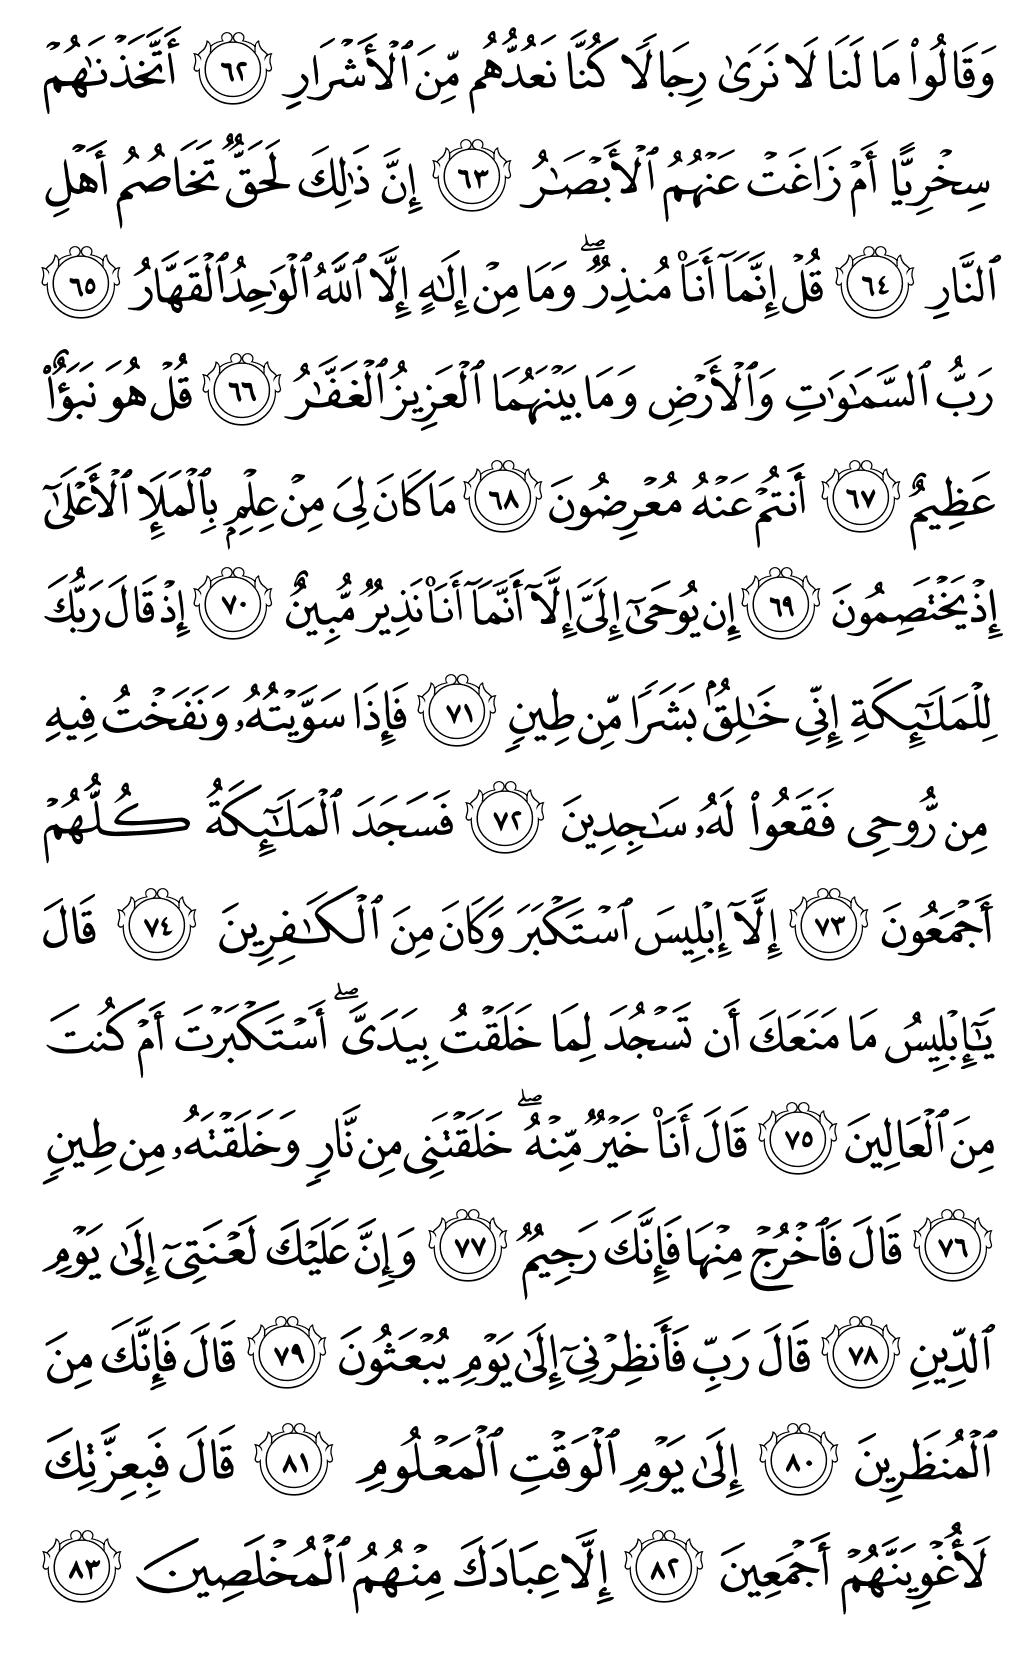 وَقَالُوا۟ مَا لَنَا لَا نَرَىٰ رِجَالًا كُنَّا نَعُدُّهُم مِّنَ ٱلْأَشْرَارِ ٦٢ أَتَّخَذْنَـٰهُمْ
سِخْرِيًّا أَمْ زَاغَتْ عَنْهُمُ ٱلْأَبْصَـٰرُ ٦٣ إِنَّ ذَٰلِكَ لَحَقٌّ تَخَاصُمُ أَهْلِ
ٱلنَّارِ ٦٤ قُلْ إِنَّمَآ أَنَا۠ مُنذِرٌ ۖ وَمَا مِنْ إِلَـٰهٍ إِلَّا ٱللَّهُ ٱلْوَٰحِدُ ٱلْقَهَّارُ ٦٥
رَبُّ ٱلسَّمَـٰوَٰتِ وَٱلْأَرْضِ وَمَا بَيْنَهُمَا ٱلْعَزِيزُ ٱلْغَفَّـٰرُ ٦٦ قُلْ هُوَ نَبَؤٌا۟
عَظِيمٌ ٦٧ أَنتُمْ عَنْهُ مُعْرِضُونَ ٦٨ مَا كَانَ لِىَ مِنْ عِلْمٍۭ بِٱلْمَلَإِ ٱلْأَعْلَىٰٓ
إِذْ يَخْتَصِمُونَ ٦٩ إِن يُوحَىٰٓ إِلَىَّ إِلَّآ أَنَّمَآ أَنَا۠ نَذِيرٌ مُّبِينٌ ٧٠ إِذْ قَالَ رَبُّكَ
لِلْمَلَـٰٓئِكَةِ إِنِّى خَـٰلِقٌۢ بَشَرًا مِّن طِينٍ ٧١ فَإِذَا سَوَّيْتُهُۥ وَنَفَخْتُ فِيهِ
مِن رُّوحِى فَقَعُوا۟ لَهُۥ سَـٰجِدِينَ ٧٢ فَسَجَدَ ٱلْمَلَـٰٓئِكَةُ كُلُّهُمْ
أَجْمَعُونَ ٧٣ إِلَّآ إِبْلِيسَ ٱسْتَكْبَرَ وَكَانَ مِنَ ٱلْكَـٰفِرِينَ ٧٤ قَالَ
يَـٰٓإِبْلِيسُ مَا مَنَعَكَ أَن تَسْجُدَ لِمَا خَلَقْتُ بِيَدَىَّ ۖ أَسْتَكْبَرْتَ أَمْ كُنتَ
مِنَ ٱلْعَالِينَ ٧٥ قَالَ أَنَا۠ خَيْرٌ مِّنْهُ ۖ خَلَقْتَنِى مِن نَّارٍ وَخَلَقْتَهُۥ مِن طِينٍ
٧٦ قَالَ فَٱخْرُجْ مِنْهَا فَإِنَّكَ رَجِيمٌ ٧٧ وَإِنَّ عَلَيْكَ لَعْنَتِىٓ إِلَىٰ يَوْمِ
ٱلدِّينِ ٧٨ قَالَ رَبِّ فَأَنظِرْنِىٓ إِلَىٰ يَوْمِ يُبْعَثُونَ ٧٩ قَالَ فَإِنَّكَ مِنَ
ٱلْمُنظَرِينَ ٨٠ إِلَىٰ يَوْمِ ٱلْوَقْتِ ٱلْمَعْلُومِ ٨١ قَالَ فَبِعِزَّتِكَ
لَأُغْوِيَنَّهُمْ أَجْمَعِينَ ٨٢ إِلَّا عِبَادَكَ مِنْهُمُ ٱلْمُخْلَصِينَ ٨٣